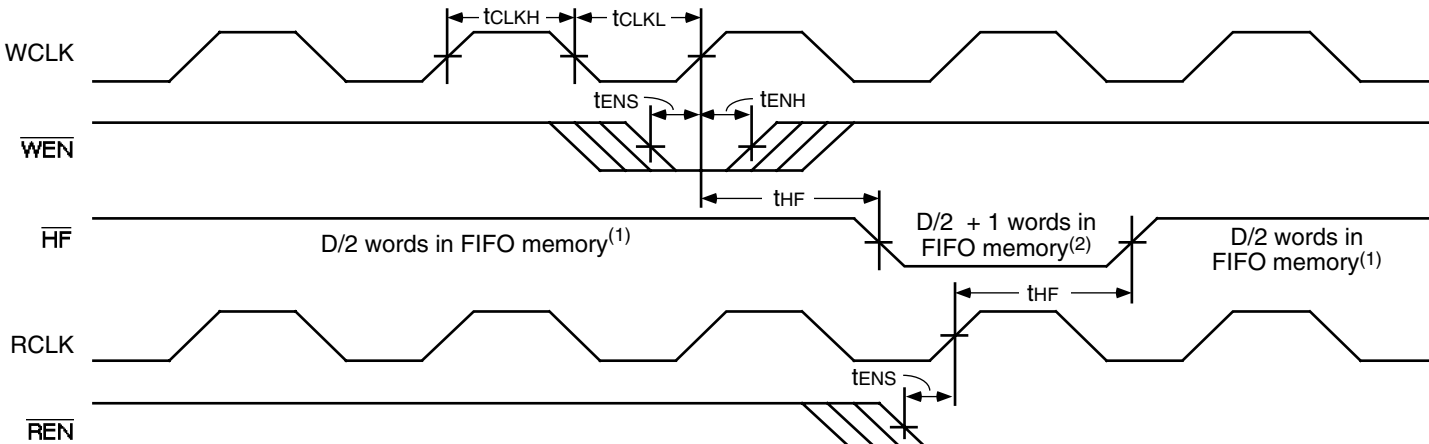 tCLKH tCLKL
WCLK
tENS tENH
WEN
tHF
HF
D/2 words in FIFO memory(1)
D/2 + 1 words in
FIFO memory(2)
D/2 words in
FIFO memory(1)
tHF
RCLK
tENS
REN